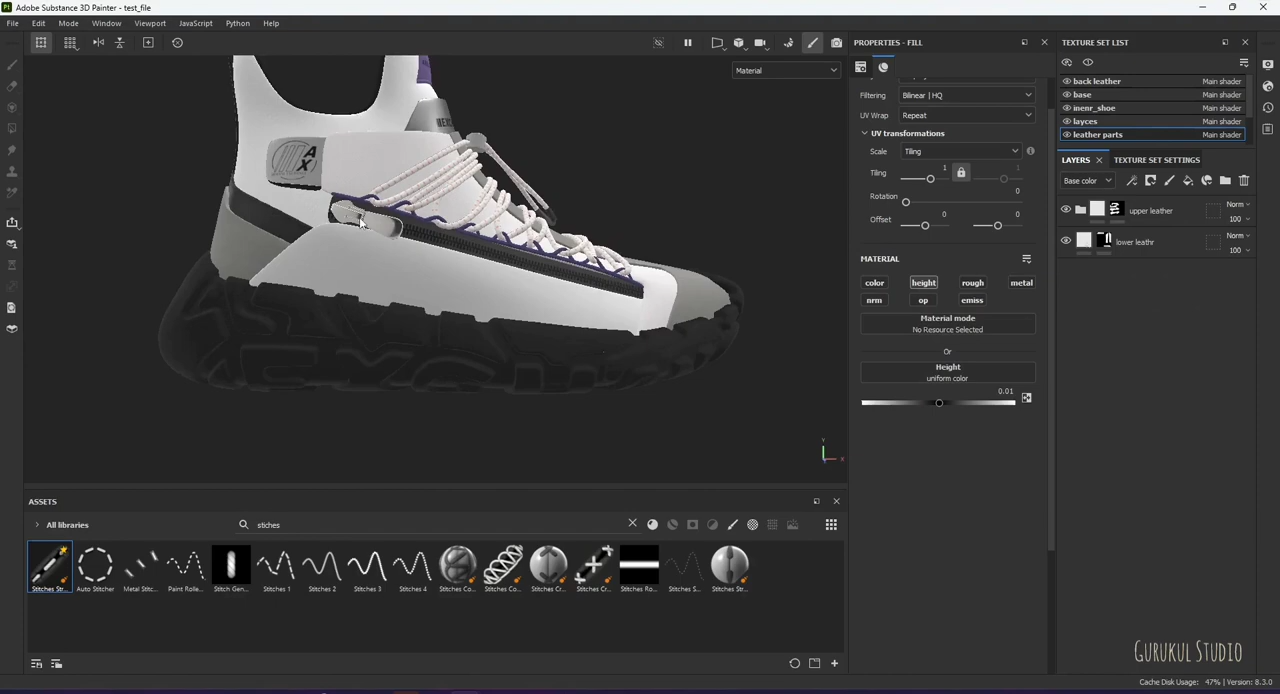 Adobe Substance 3D Painter - test_file
File Edit Mode Window Viewport JavaScript Python Help
Material
AX
PROPERTIES - FILL
Filtering Bilinear | HQ
UV Wrap Repeat
UV transformations
Scale Tiling
Tiling 1 1
Rotation 0
Offset 0 0
MATERIAL
color height rough metal
nrm op emiss
Material mode
No Resource Selected
Or
Height
uniform color
0.01
TEXTURE SET LIST
back leather Main shader
base Main shader
inenr_shoe Main shader
layces Main shader
leather parts Main shader
LAYERS TEXTURE SET SETTINGS
Base color
upper leather Norm 100
lower leathr Norm 100
Y
X
ASSETS
All libraries stiches
Stitches Str... Auto Stitcher Metal Stitc... Paint Rolle... Stitch Gen... Stitches 1 Stitches 2 Stitches 3 Stitches 4 Stitches Co... Stitches Co... Stitches Cr... Stitches Cr... Stitches Ro... Stitches S... Stitches Str...
GURUKUL STUDIO
Cache Disk Usage: 47% | Version: 8.3.0